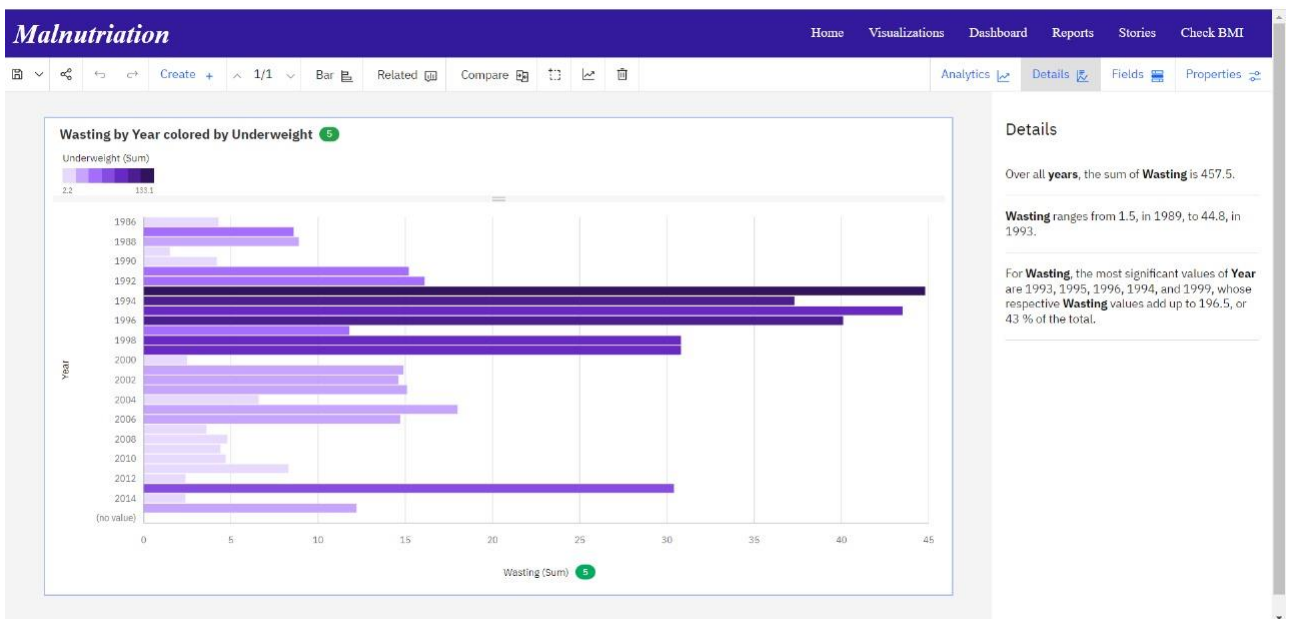 Malnutriation
Home Visualizations Dashboard Reports Stories Check BMI
Create + 1/1 Bar Related Compare Analytics Details Fields Properties
Wasting by Year colored by Underweight 5
Underweight (Sum)
2.2 133.1
Year
1986
1988
1990
1992
1994
1996
1998
2000
2002
2004
2006
2008
2010
2012
2014
(no value)
0 5 10 15 20 25 30 35 40 45
Wasting (Sum) 5
Details
Over all years, the sum of Wasting is 457.5.
Wasting ranges from 1.5, in 1989, to 44.8, in
1993.
For Wasting, the most significant values of Year
are 1993, 1995, 1996, 1994, and 1999, whose
respective Wasting values add up to 196.5, or
43 % of the total.